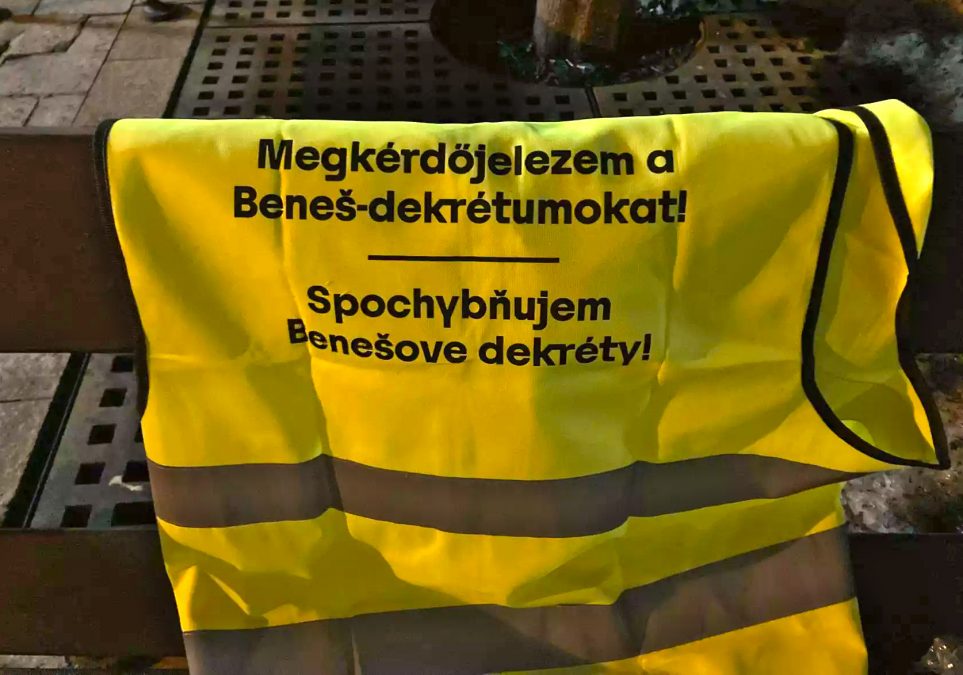 Megkérdőjelezem a
Beneš-dekrétumokat!
Spochybňujem
Benešove dekréty!